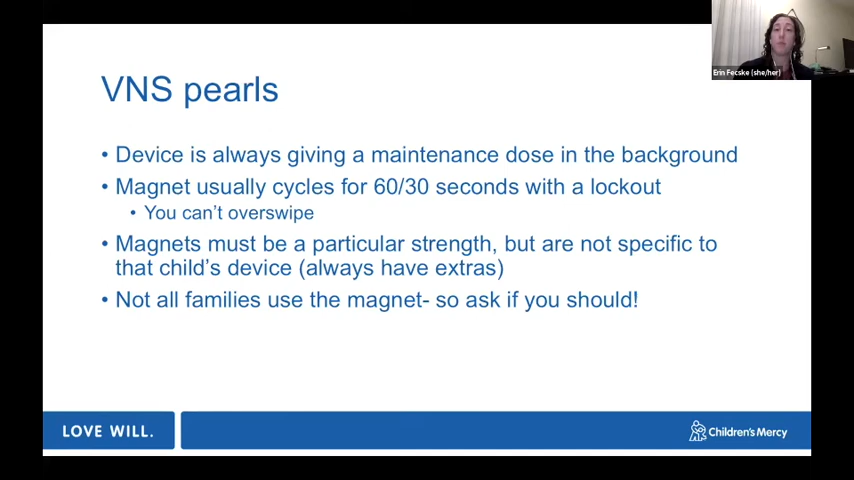 Erin Fecske (she/her)
VNS pearls
• Device is always giving a maintenance dose in the background
• Magnet usually cycles for 60/30 seconds with a lockout
• You can't overswipe
• Magnets must be a particular strength, but are not specific to
that child's device (always have extras)
• Not all families use the magnet- so ask if you should!
LOVE WILL.
Children's Mercy